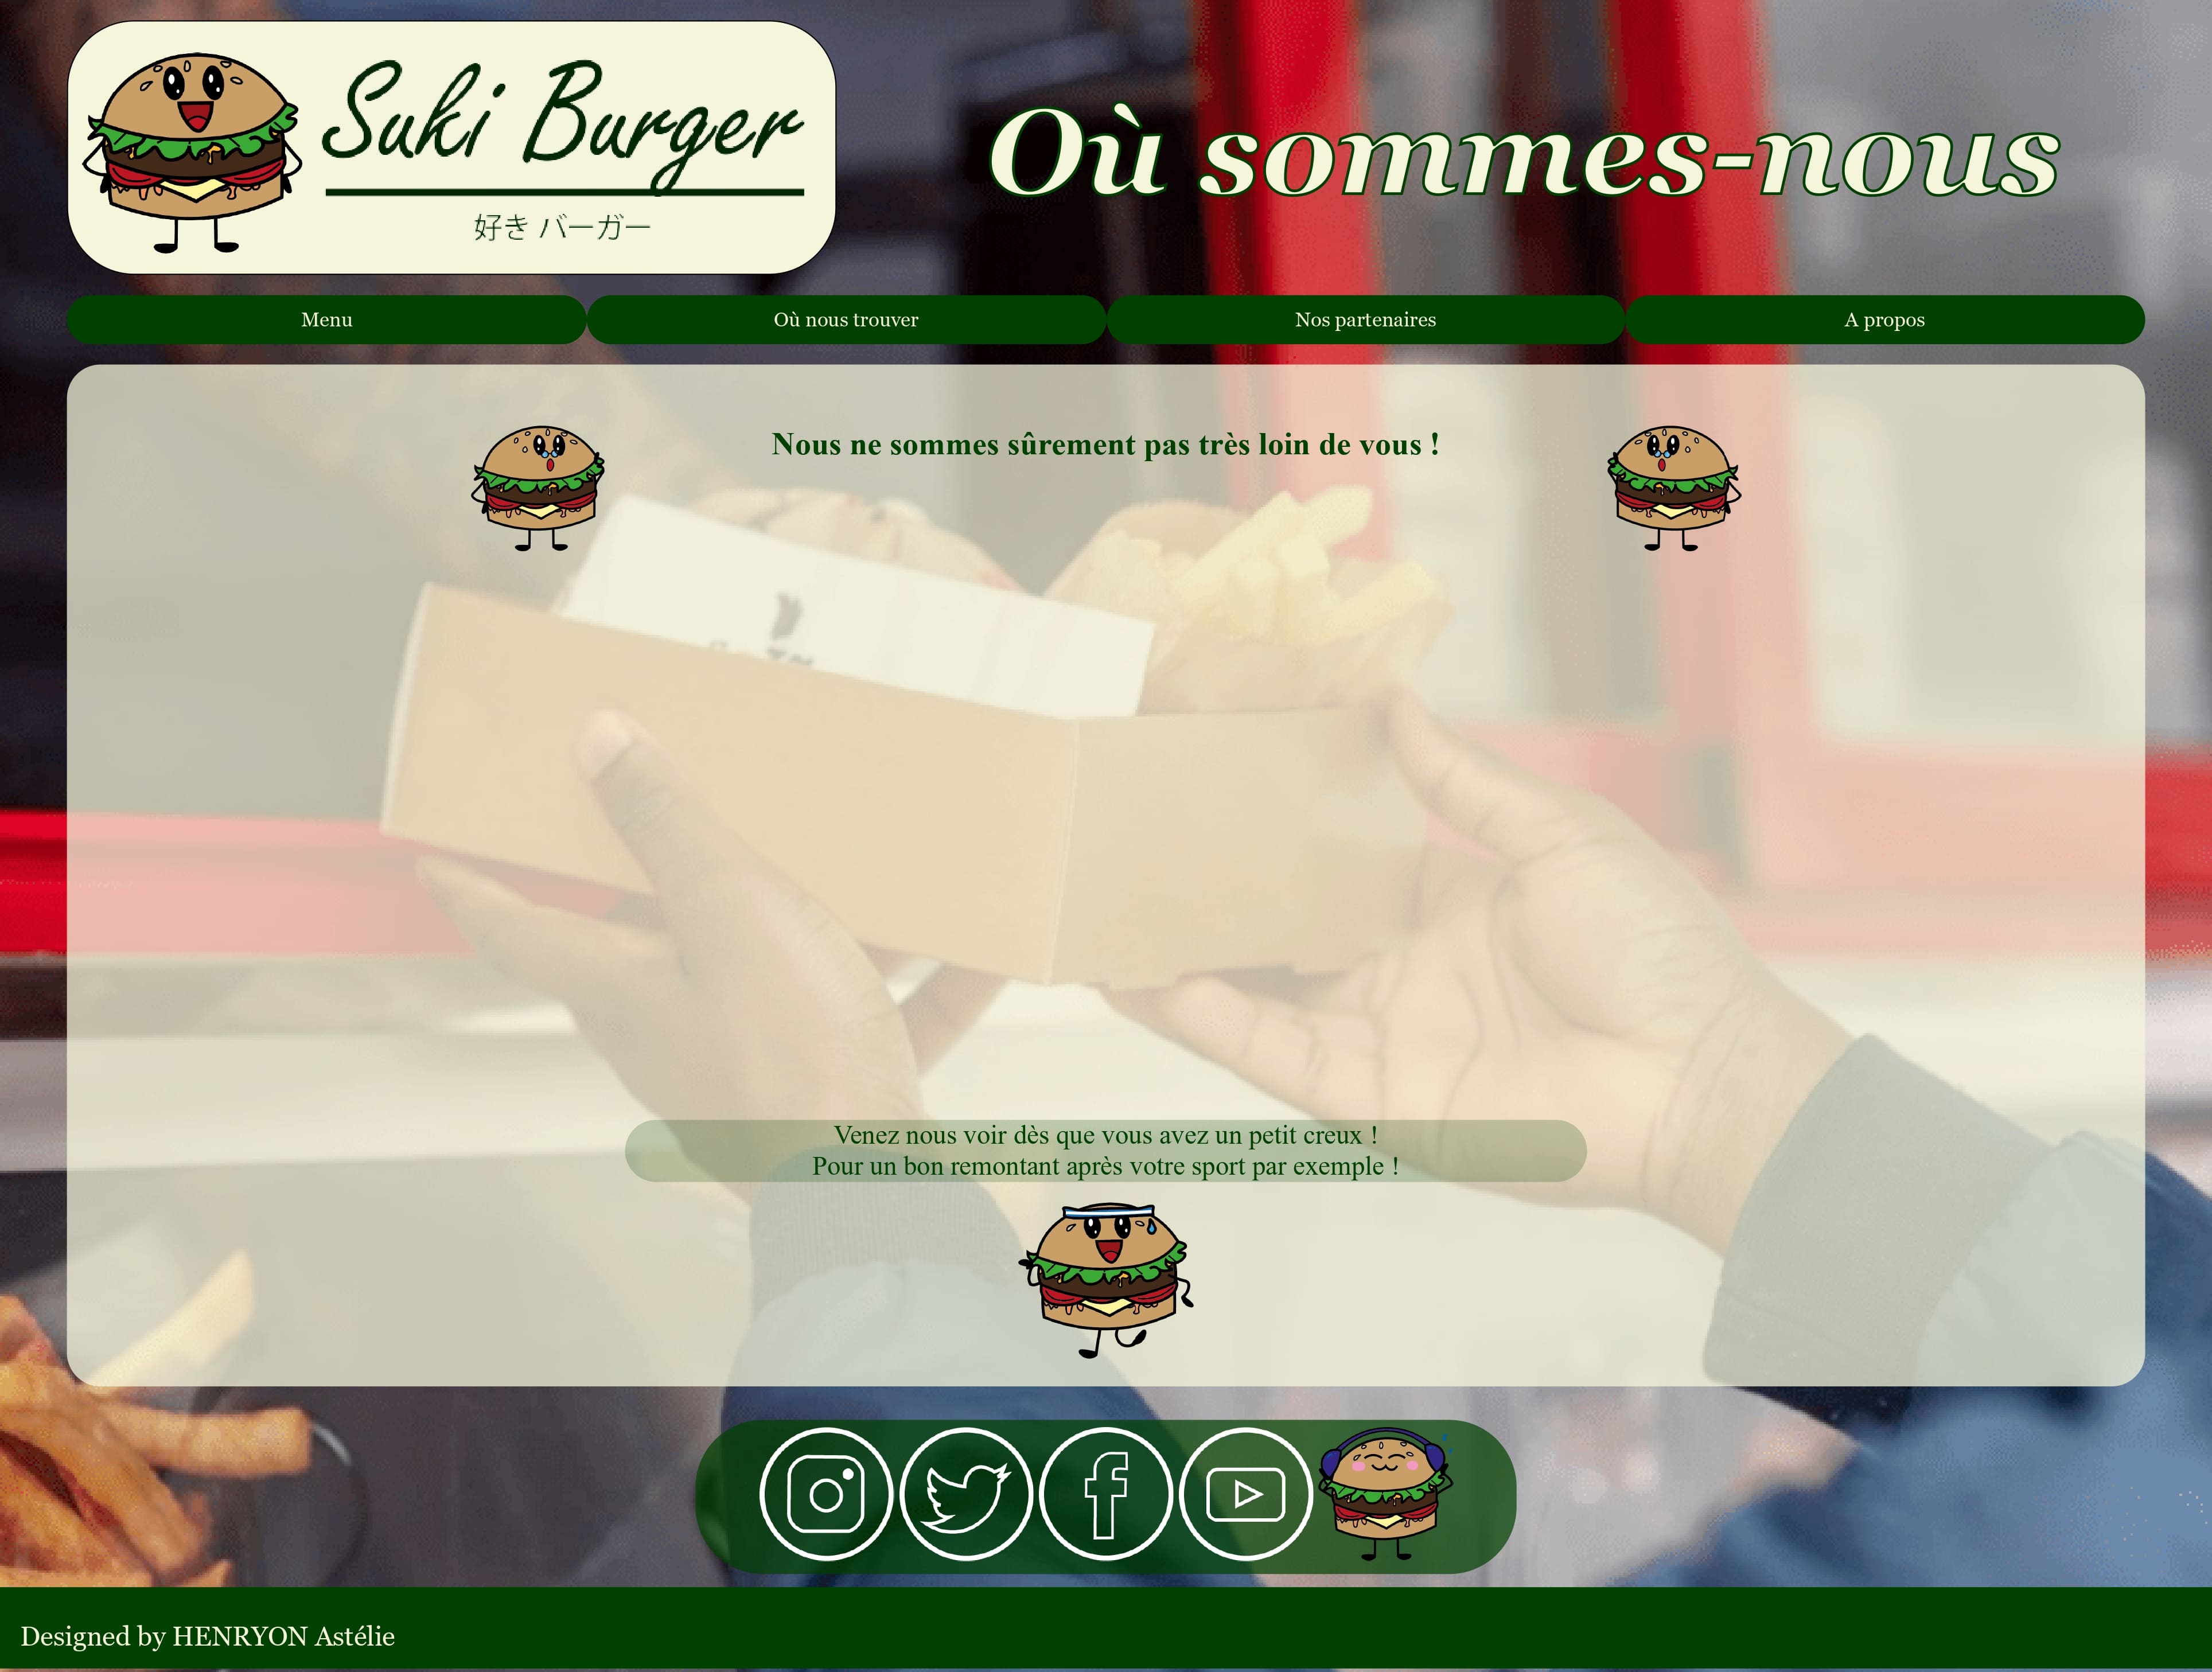 Suki Burger
好き バーガー
Où sommes-nous
Menu
Où nous trouver
Nos partenaires
A propos
Nous ne sommes sûrement pas très loin de vous !
Venez nous voir dès que vous avez un petit creux !
Pour un bon remontant après votre sport par exemple !
Designed by HENRYON Astélie